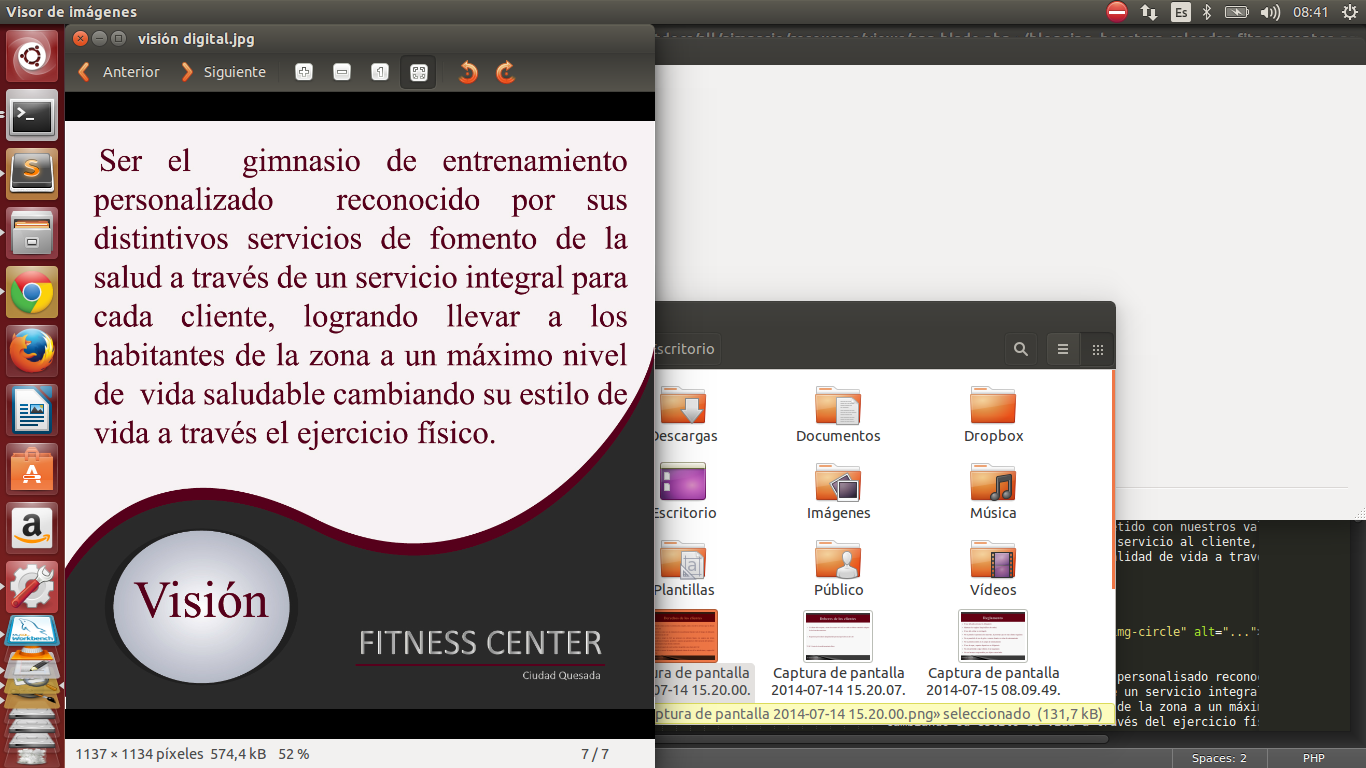 Visor de imágenes
Es
08:41
visión digital.jpg
Anterior
Siguiente
Ser el gimnasio de entrenamiento
personalizado reconocido por sus
distintivos servicios de fomento de la
salud a través de un servicio integral para
cada cliente, logrando llevar a los
habitantes de la zona a un máximo nivel
de vida saludable cambiando su estilo de
vida a través el ejercicio físico.
Visión
FITNESS CENTER
Ciudad Quesada
1137 × 1134 píxeles 574,4 kB 52 %
7 / 7
scritorio
Descargas
Documentos
Dropbox
Escritorio
Imágenes
Música
Plantillas
Público
Vídeos
ura de pantalla
07-14 15.20.00.
Captura de pantalla
2014-07-14 15.20.07.
Captura de pantalla
2014-07-15 08.09.49.
ptura de pantalla 2014-07-14 15.20.00.png» seleccionado (131,7 kB)
tido con nuestros va
servicio al cliente,
alidad de vida a trav
mg-circle" alt="..."
personalisado recono
e un servicio integra
de la zona a un máxim
través del ejercicio fí
Spaces: 2
PHP